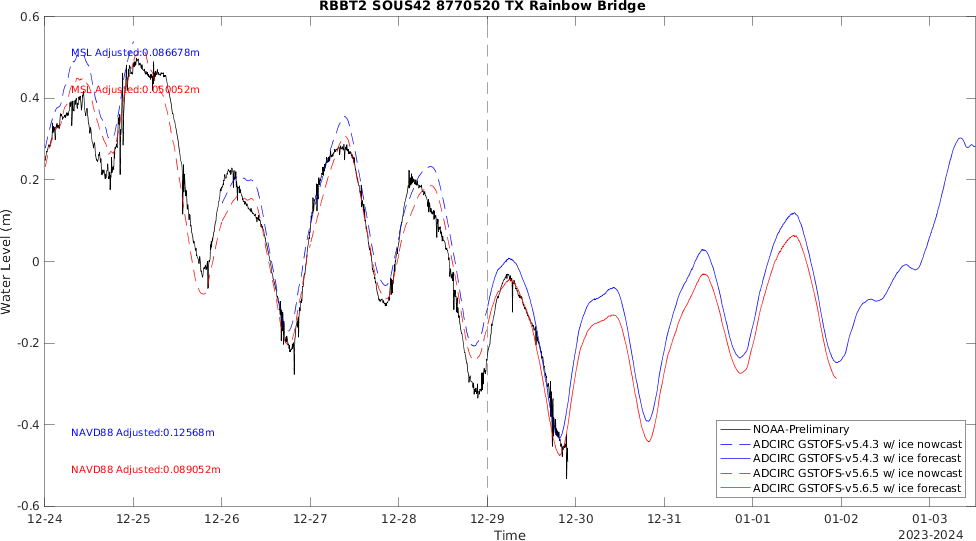 RBBT2 SOUS42 8770520 TX Rainbow Bridge
0.6
MSL Adjusted:0.086678m
MSL Adjusted:0.050052m
0.4
0.2
0
-0.2
-0.4
-0.6
Water Level (m)
NAVD88 Adjusted:0.12568m
NAVD88 Adjusted:0.089052m
NOAA-Preliminary
ADCIRC GSTOFS-v5.4.3 w/ ice nowcast
ADCIRC GSTOFS-v5.4.3 w/ ice forecast
ADCIRC GSTOFS-v5.6.5 w/ ice nowcast
ADCIRC GSTOFS-v5.6.5 w/ ice forecast
12-24 12-25 12-26 12-27 12-28 12-29 12-30 12-31 01-01 01-02 01-03
Time
2023-2024